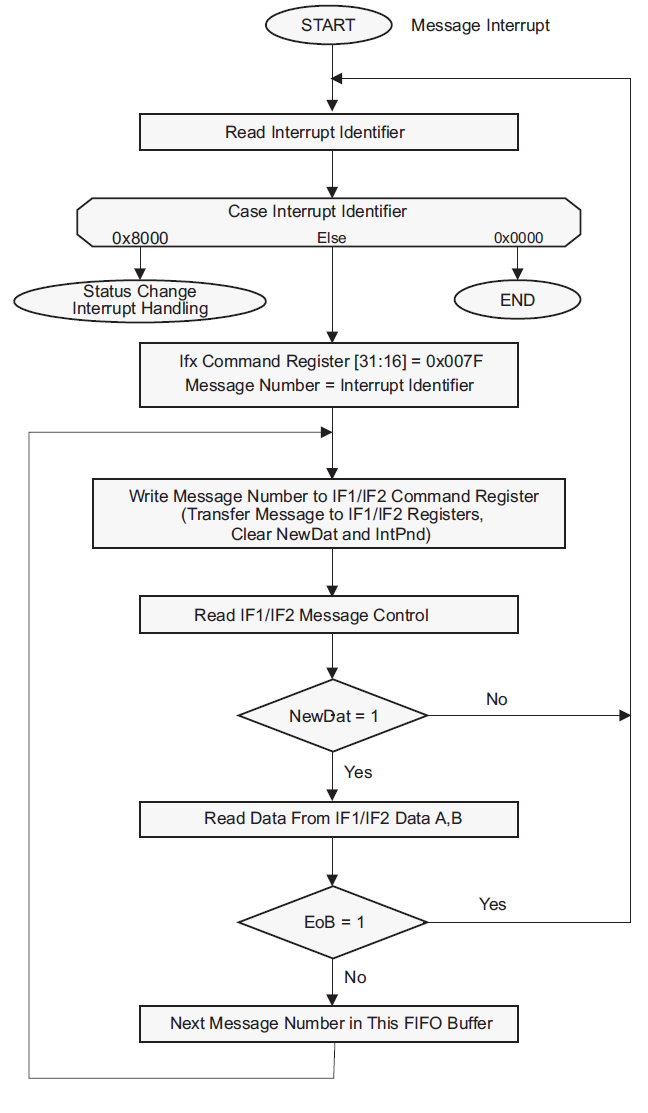 START
Message Interrupt
Read Interrupt Identifier
Case Interrupt Identifier
0x8000
Else
0x0000
Status Change
Interrupt Handling
END
Ifx Command Register [31:16] = 0x007F
Message Number = Interrupt Identifier
Write Message Number to IF1/IF2 Command Register
(Transfer Message to IF1/IF2 Registers,
Clear NewDat and IntPnd)
Read IF1/IF2 Message Control
NewDat = 1
No
Yes
Read Data From IF1/IF2 Data A,B
EoB = 1
Yes
No
Next Message Number in This FIFO Buffer